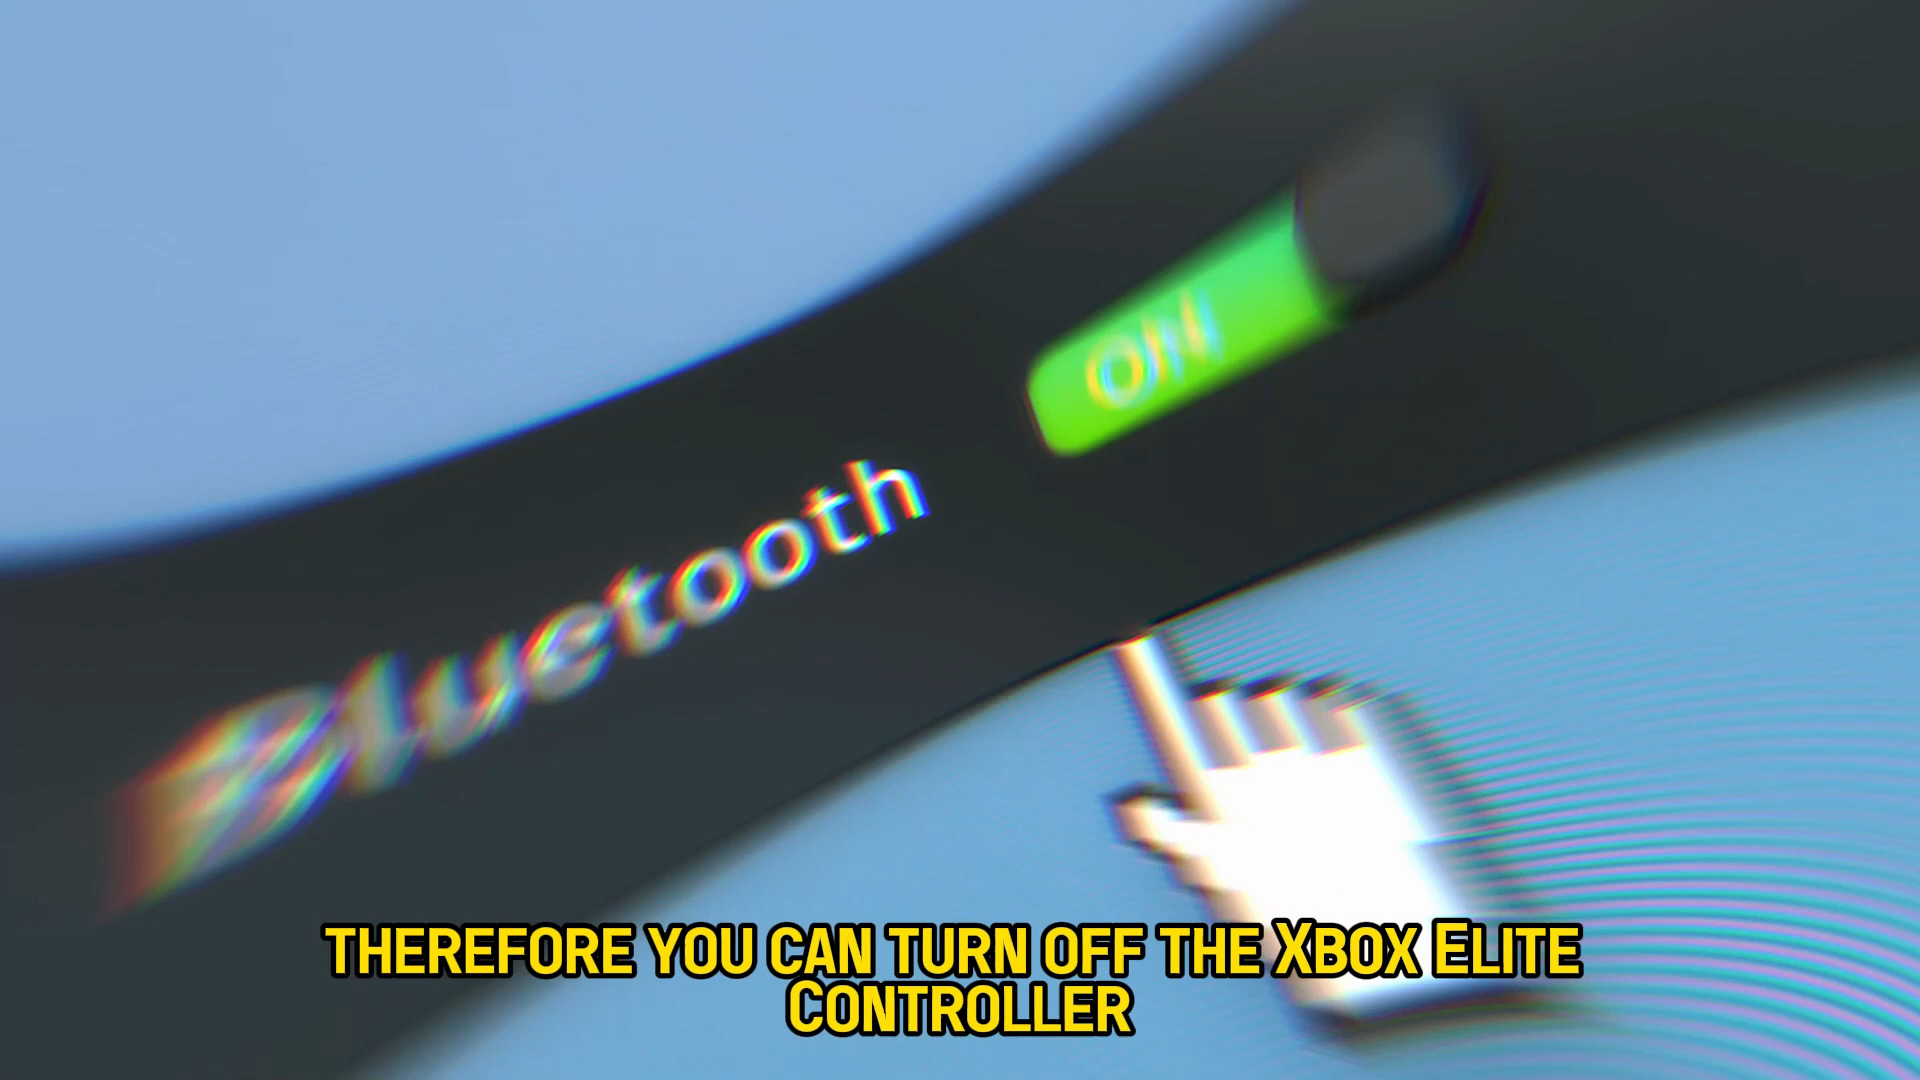 ON
Bluetooth
THEREFORE YOU CAN TURN OFF THE XBOX ELITE
CONTROLLER